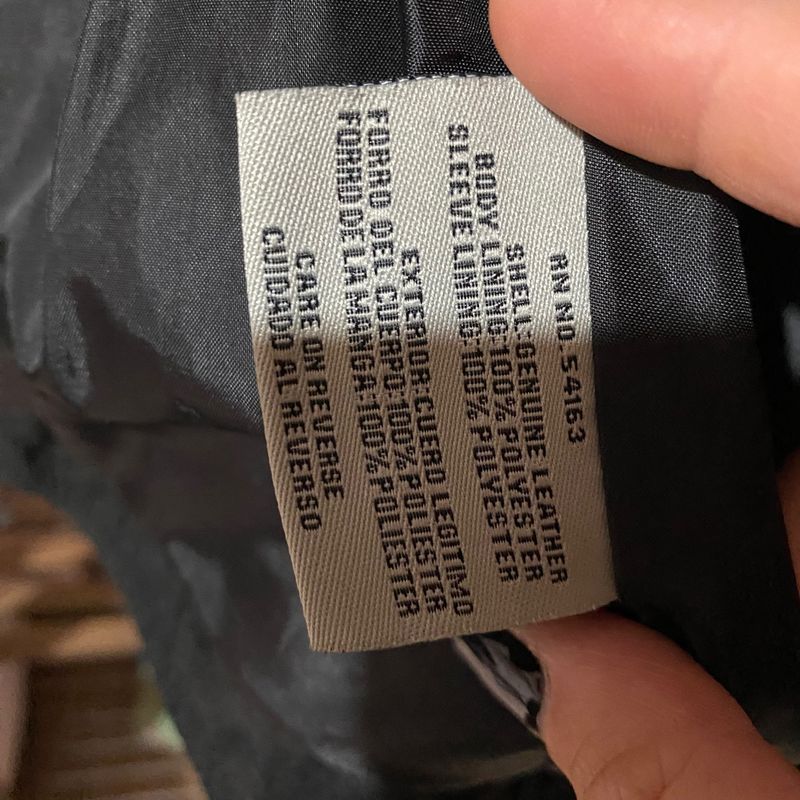 RN NO. 54163
SHELL: GENUINE LEATHER
BODY LINING: 100% POLYESTER
SLEEVE LINING: 100% POLYESTER
EXTERIOR: CUERO LEGITIMO
FORRO DEL CUERPO: 100% POLIESTER
FORRO DE LA MANGA: 100% POLIESTER
CARE ON REVERSE
CUIDADO AL REVERSO